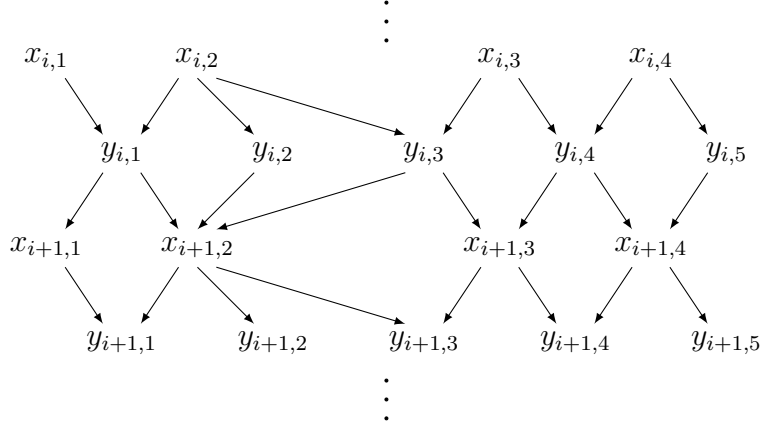 ⋮
x_{i,1} x_{i,2} x_{i,3} x_{i,4}
y_{i,1} y_{i,2} y_{i,3} y_{i,4} y_{i,5}
x_{i+1,1} x_{i+1,2} x_{i+1,3} x_{i+1,4}
y_{i+1,1} y_{i+1,2} y_{i+1,3} y_{i+1,4} y_{i+1,5}
⋮